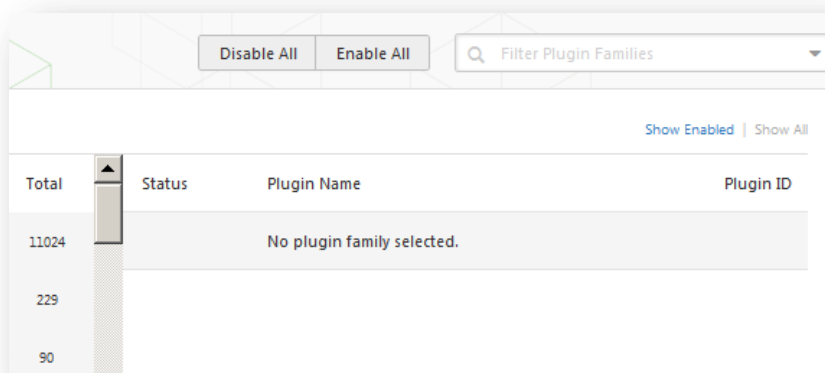 Disable All Enable All Filter Plugin Families
Show Enabled | Show All
Total Status Plugin Name Plugin ID
11024 No plugin family selected.
229
90